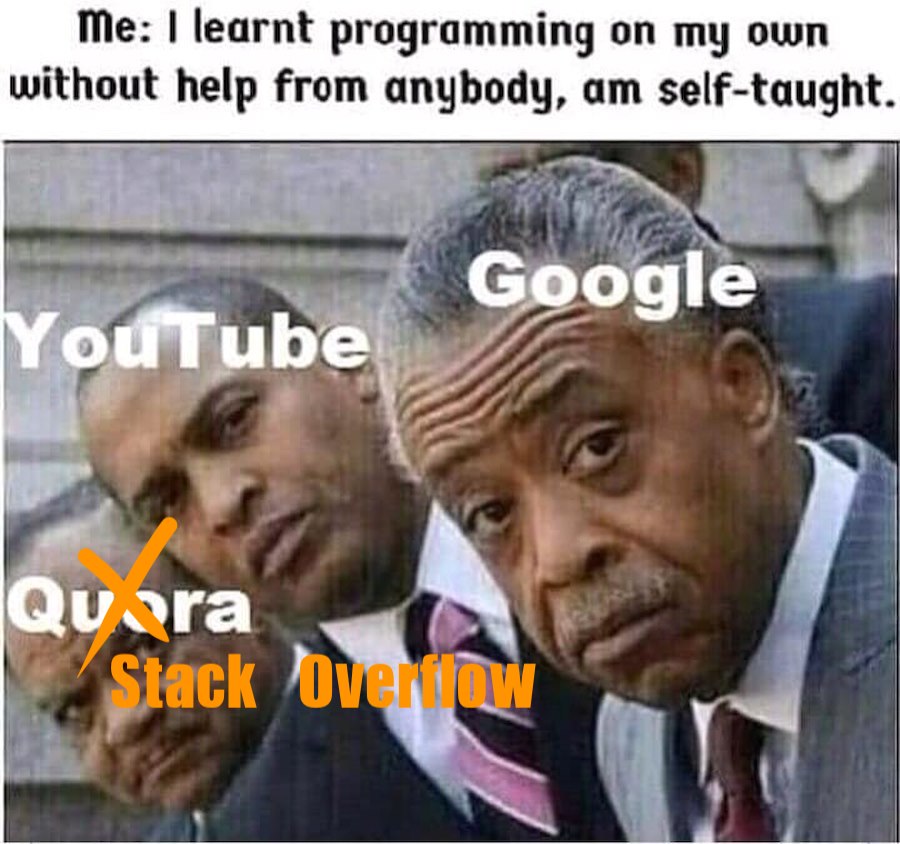 Me: I learnt programming on my own
without help from anybody, am self-taught.
Google
YouTube
Quora
Stack Overflow